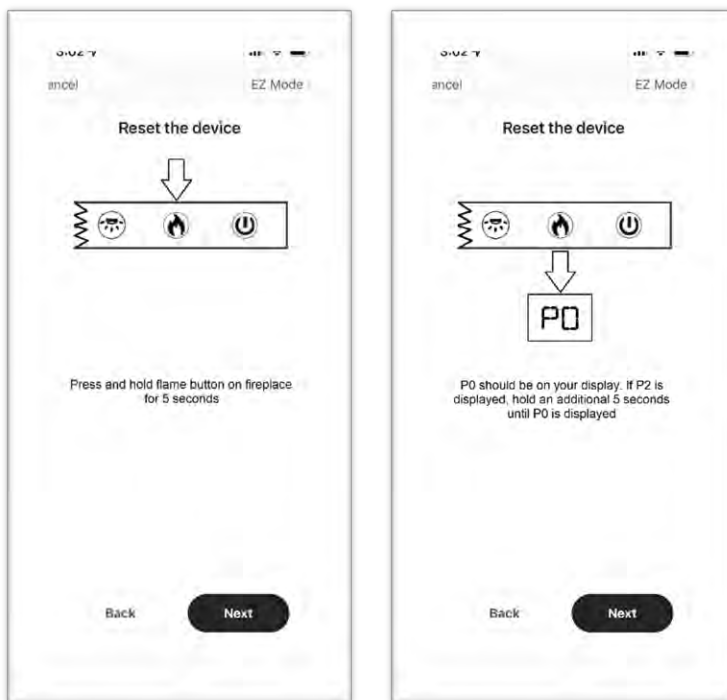 ancel
EZ Mode
Reset the device
Press and hold flame button on fireplace
for 5 seconds
Back
Next
ancel
EZ Mode
Reset the device
P0
P0 should be on your display. If P2 is
displayed, hold an additional 5 seconds
until P0 is displayed
Back
Next